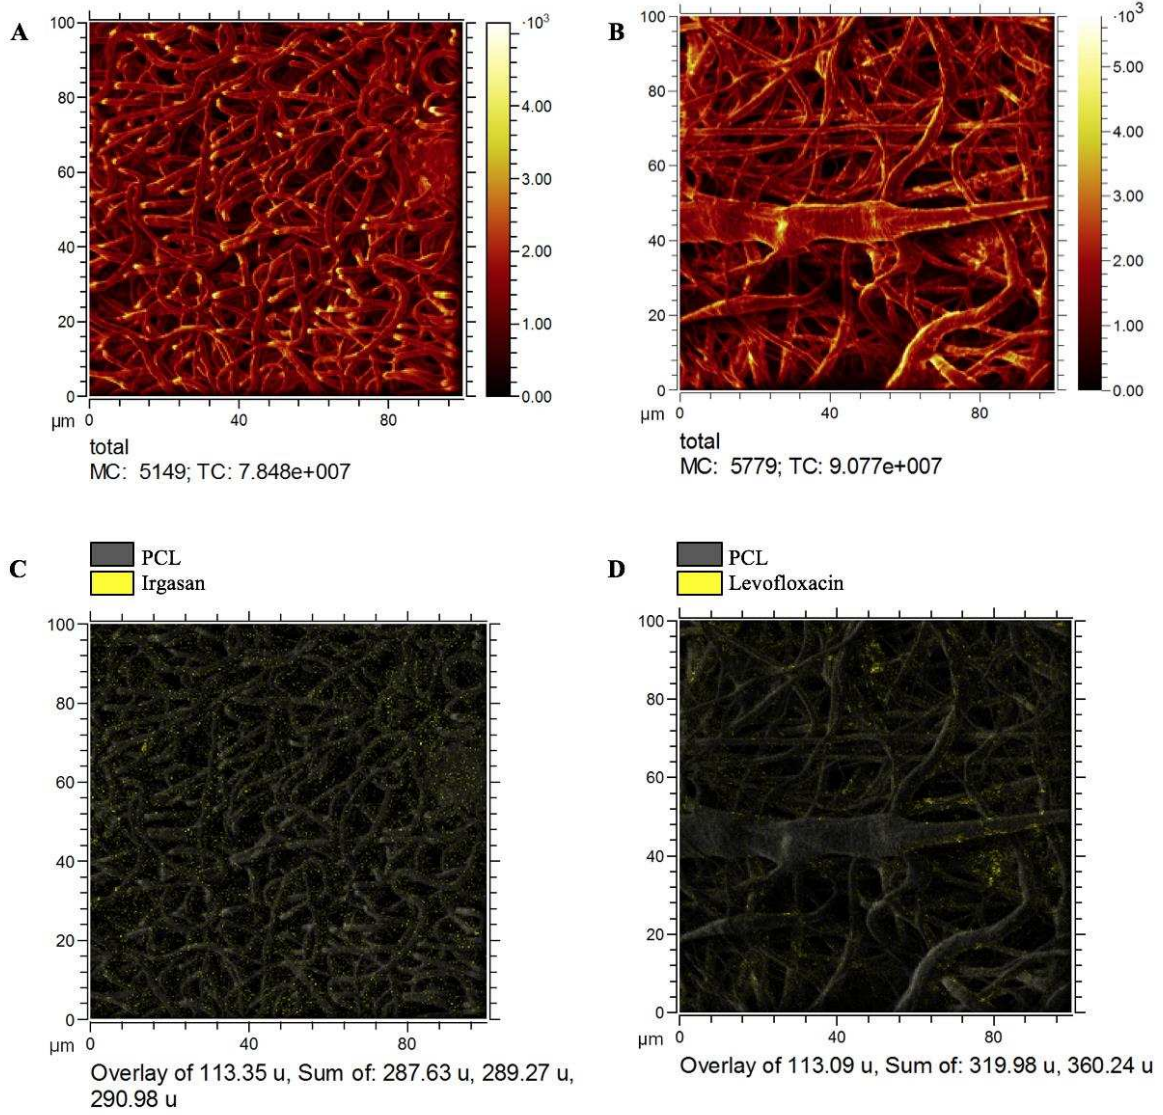 A
100
80
60
40
20
0
µm 0 40 80
·10³
4.00
3.00
2.00
1.00
0.00
total
MC: 5149; TC: 7.848e+007
B
100
80
60
40
20
0
µm 0 40 80
·10³
5.00
4.00
3.00
2.00
1.00
0.00
total
MC: 5779; TC: 9.077e+007
C
PCL
Irgasan
100
80
60
40
20
0
µm 0 40 80
Overlay of 113.35 u, Sum of: 287.63 u, 289.27 u,
290.98 u
D
PCL
Levofloxacin
100
80
60
40
20
0
µm 0 40 80
Overlay of 113.09 u, Sum of: 319.98 u, 360.24 u